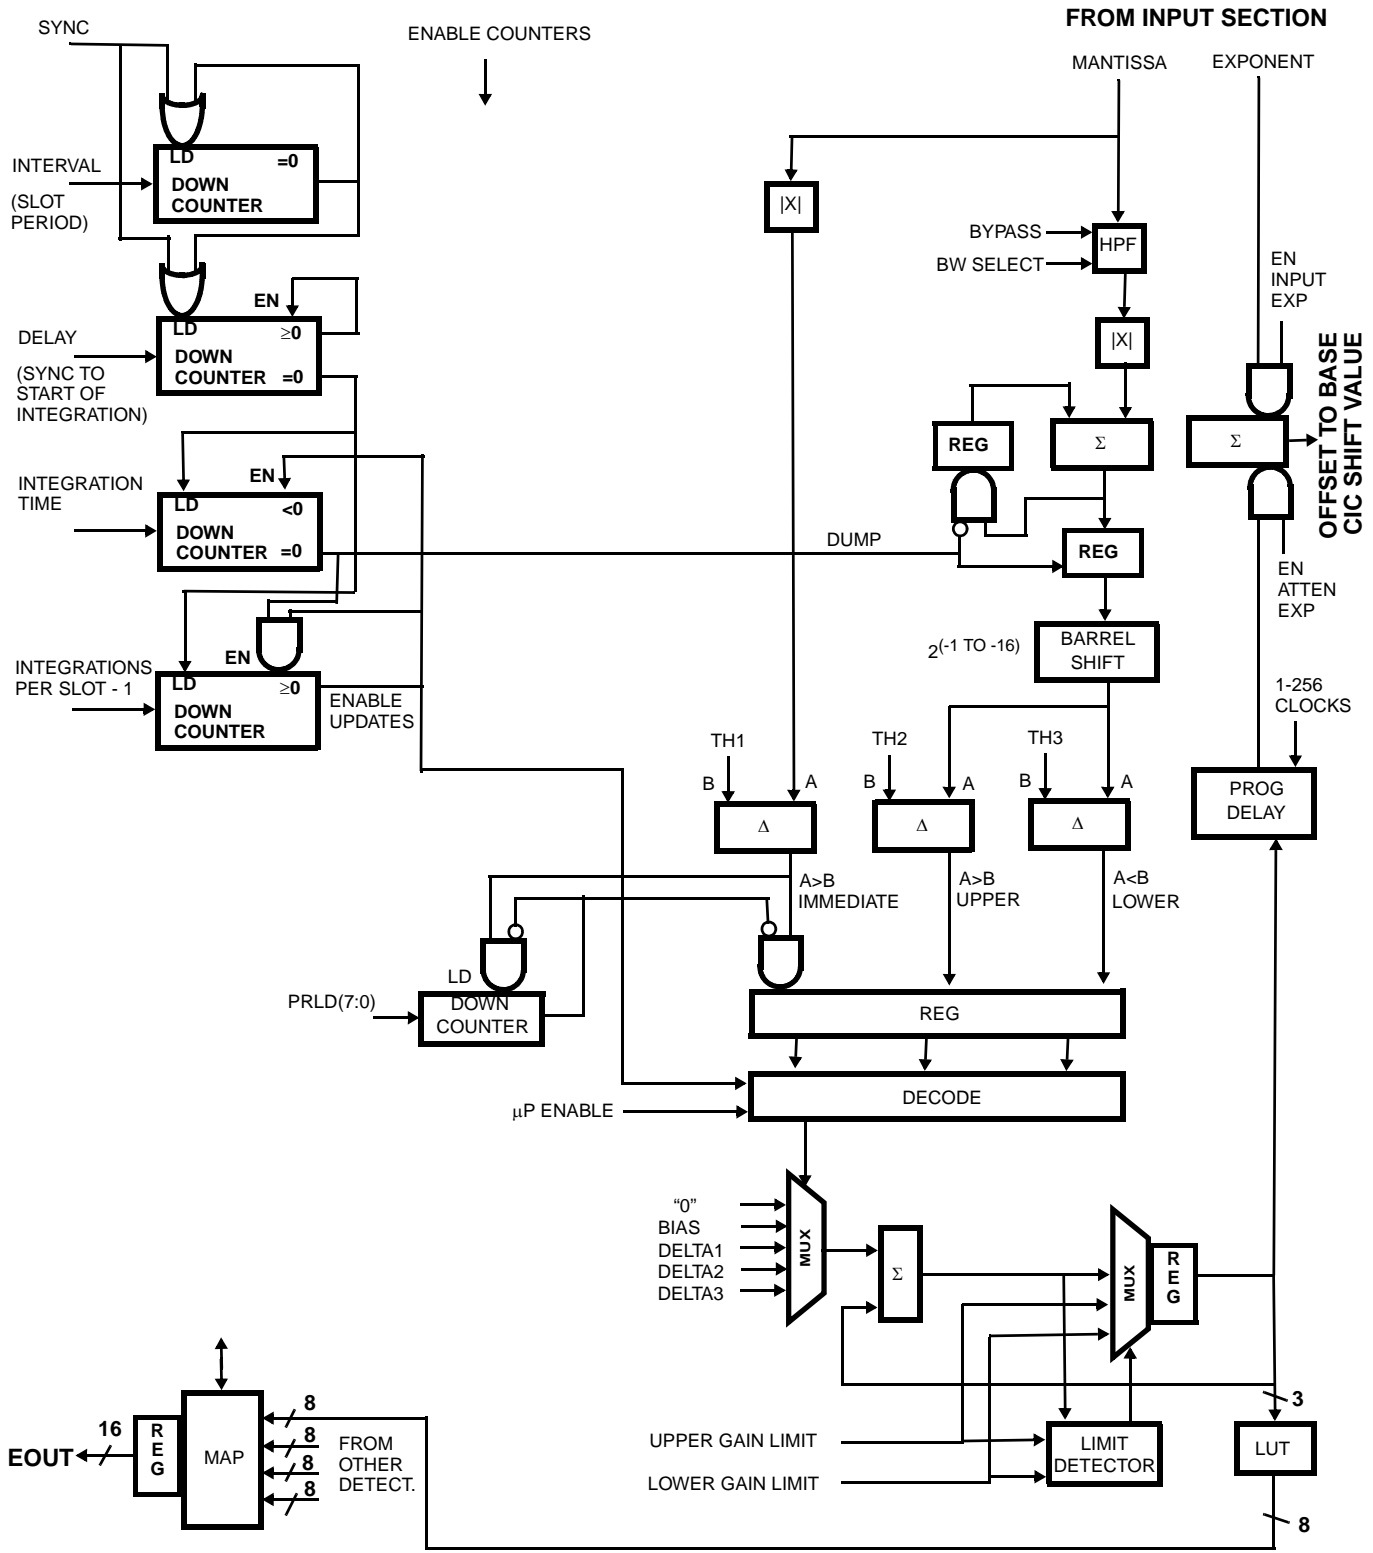 FROM INPUT SECTION
SYNC
ENABLE COUNTERS
MANTISSA
EXPONENT
LD
=0
DOWN
COUNTER
INTERVAL
(SLOT
PERIOD)
|X|
BYPASS
BW SELECT
HPF
EN
INPUT
EXP
EN
LD
≥0
DOWN
COUNTER =0
DELAY
(SYNC TO
START OF
INTEGRATION)
|X|
REG
Σ
Σ
OFFSET TO BASE
CIC SHIFT VALUE
EN
LD
<0
DOWN
COUNTER =0
INTEGRATION
TIME
DUMP
REG
EN
ATTEN
EXP
2(-1 TO -16)
BARREL
SHIFT
EN
LD
≥0
DOWN
COUNTER
INTEGRATIONS
PER SLOT - 1
ENABLE
UPDATES
1-256
CLOCKS
PROG
DELAY
TH1
B
A
Δ
TH2
B
A
Δ
TH3
B
A
Δ
A>B
IMMEDIATE
A>B
UPPER
A<B
LOWER
LD
PRLD(7:0)
DOWN
COUNTER
REG
DECODE
μP ENABLE
“0”
BIAS
DELTA1
DELTA2
DELTA3
MUX
Σ
MUX
REG
3
UPPER GAIN LIMIT
LOWER GAIN LIMIT
LIMIT
DETECTOR
LUT
8
EOUT
16
REG
MAP
8
8
8
8
FROM
OTHER
DETECT.